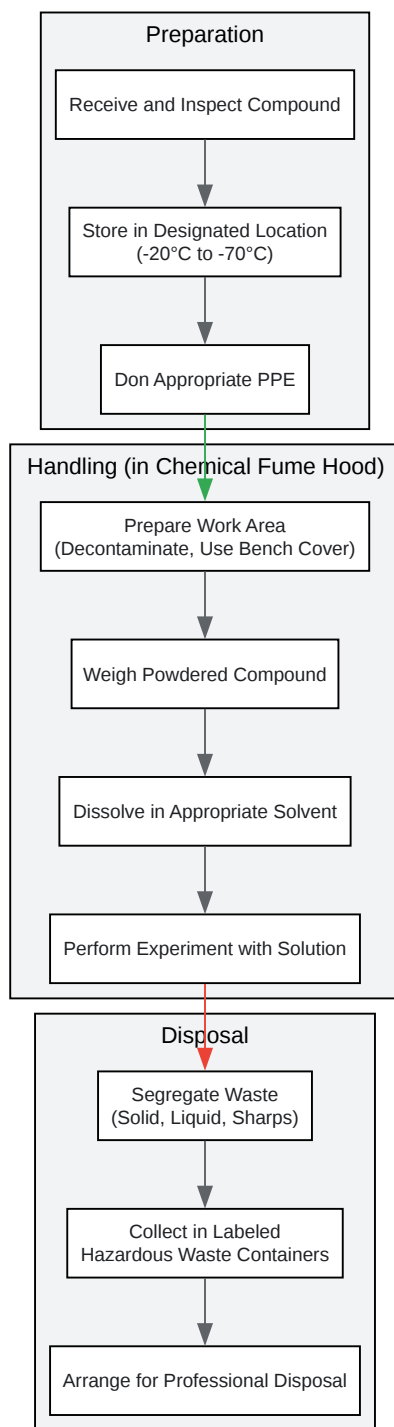 Preparation
Receive and Inspect Compound
Store in Designated Location
(-20°C to -70°C)
Don Appropriate PPE
Handling (in Chemical Fume Hood)
Prepare Work Area
(Decontaminate, Use Bench Cover)
Weigh Powdered Compound
Dissolve in Appropriate Solvent
Perform Experiment with Solution
Disposal
Segregate Waste
(Solid, Liquid, Sharps)
Collect in Labeled
Hazardous Waste Containers
Arrange for Professional Disposal